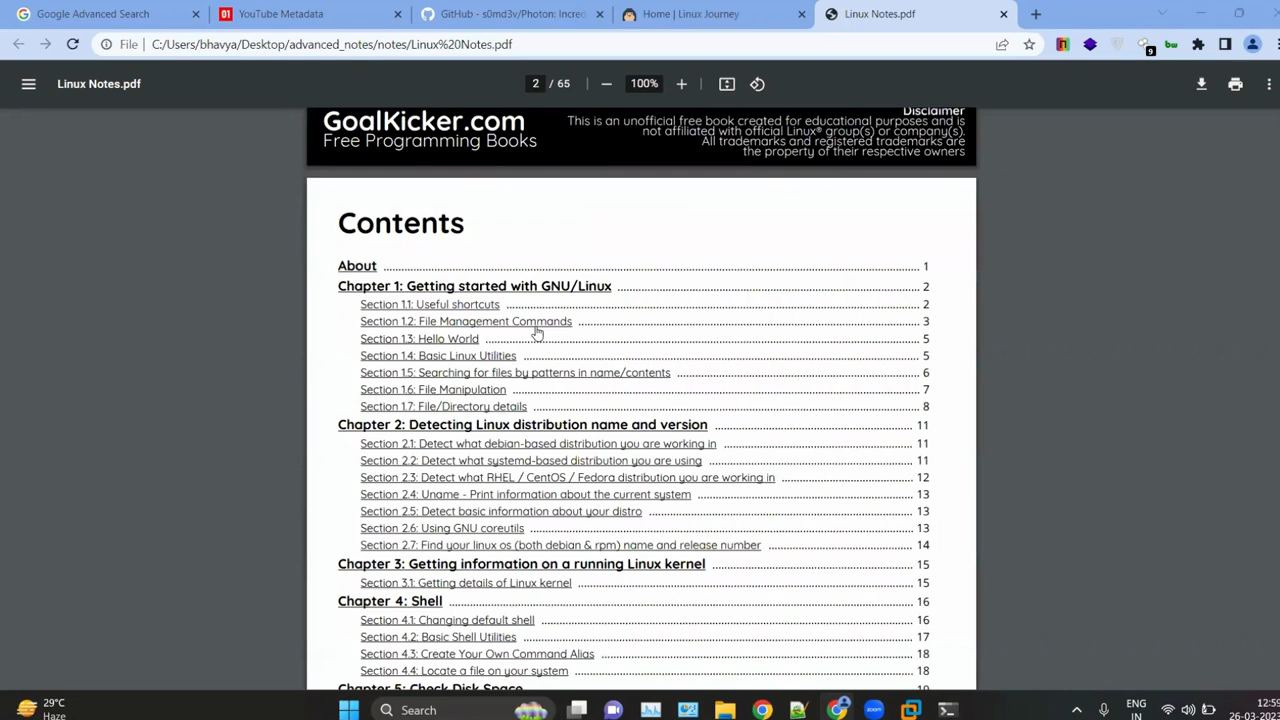 Google Advanced Search
YouTube Metadata
GitHub - s0md3v/Photon: Incred
Home | Linux Journey
Linux Notes.pdf
File
C:/Users/bhavya/Desktop/advanced_notes/notes/Linux%20Notes.pdf
9
Linux Notes.pdf
2 / 65
100%
GoalKicker.com
Free Programming Books
Disclaimer
This is an unofficial free book created for educational purposes and is
not affiliated with official Linux® group(s) or company(s).
All trademarks and registered trademarks are
the property of their respective owners
Contents
About 1
Chapter 1: Getting started with GNU/Linux 2
Section 1.1: Useful shortcuts 2
Section 1.2: File Management Commands 3
Section 1.3: Hello World 5
Section 1.4: Basic Linux Utilities 5
Section 1.5: Searching for files by patterns in name/contents 6
Section 1.6: File Manipulation 7
Section 1.7: File/Directory details 8
Chapter 2: Detecting Linux distribution name and version 11
Section 2.1: Detect what debian-based distribution you are working in 11
Section 2.2: Detect what systemd-based distribution you are using 11
Section 2.3: Detect what RHEL / CentOS / Fedora distribution you are working in 12
Section 2.4: Uname - Print information about the current system 13
Section 2.5: Detect basic information about your distro 13
Section 2.6: Using GNU coreutils 13
Section 2.7: Find your linux os (both debian & rpm) name and release number 14
Chapter 3: Getting information on a running Linux kernel 15
Section 3.1: Getting details of Linux kernel 15
Chapter 4: Shell 16
Section 4.1: Changing default shell 16
Section 4.2: Basic Shell Utilities 17
Section 4.3: Create Your Own Command Alias 18
Section 4.4: Locate a file on your system 18
Chapter 5: Check Disk Space 19
29°C
Haze
Search
ENG
IN
12:5
26-03-2023